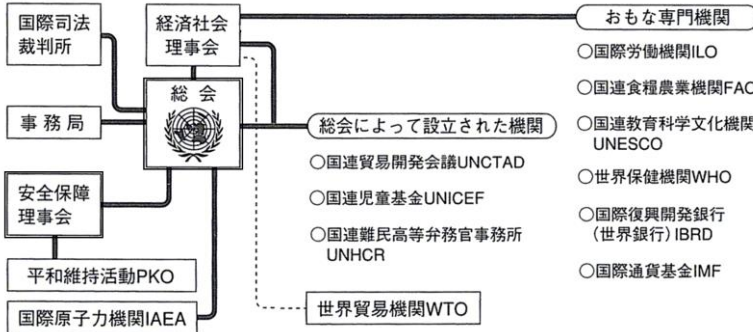 国際司法
裁判所
経済社会
理事会
総会
事務局
安全保障
理事会
平和維持活動PKO
国際原子力機関IAEA
総会によって設立された機関
○国連貿易開発会議UNCTAD
○国連児童基金UNICEF
○国連難民高等弁務官事務所
UNHCR
世界貿易機関WTO
おもな専門機関
○国際労働機関ILO
○国連食糧農業機関FAO
○国連教育科学文化機関
UNESCO
○世界保健機関WHO
○国際復興開発銀行
(世界銀行)IBRD
○国際通貨基金IMF